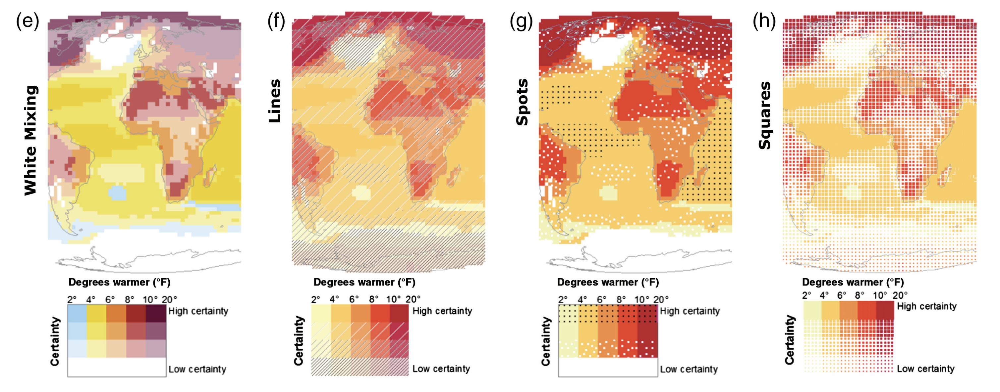 (e)
White Mixing
Degrees warmer (°F)
2° 4° 6° 8° 10° 20°
Certainty
High certainty
Low certainty
(f)
Lines
Degrees warmer (°F)
2° 4° 6° 8° 10° 20°
Certainty
High certainty
Low certainty
(g)
Spots
Degrees warmer (°F)
2° 4° 6° 8° 10° 20°
Certainty
High certainty
Low certainty
(h)
Squares
Degrees warmer (°F)
2° 4° 6° 8° 10° 20°
Certainty
High certainty
Low certainty